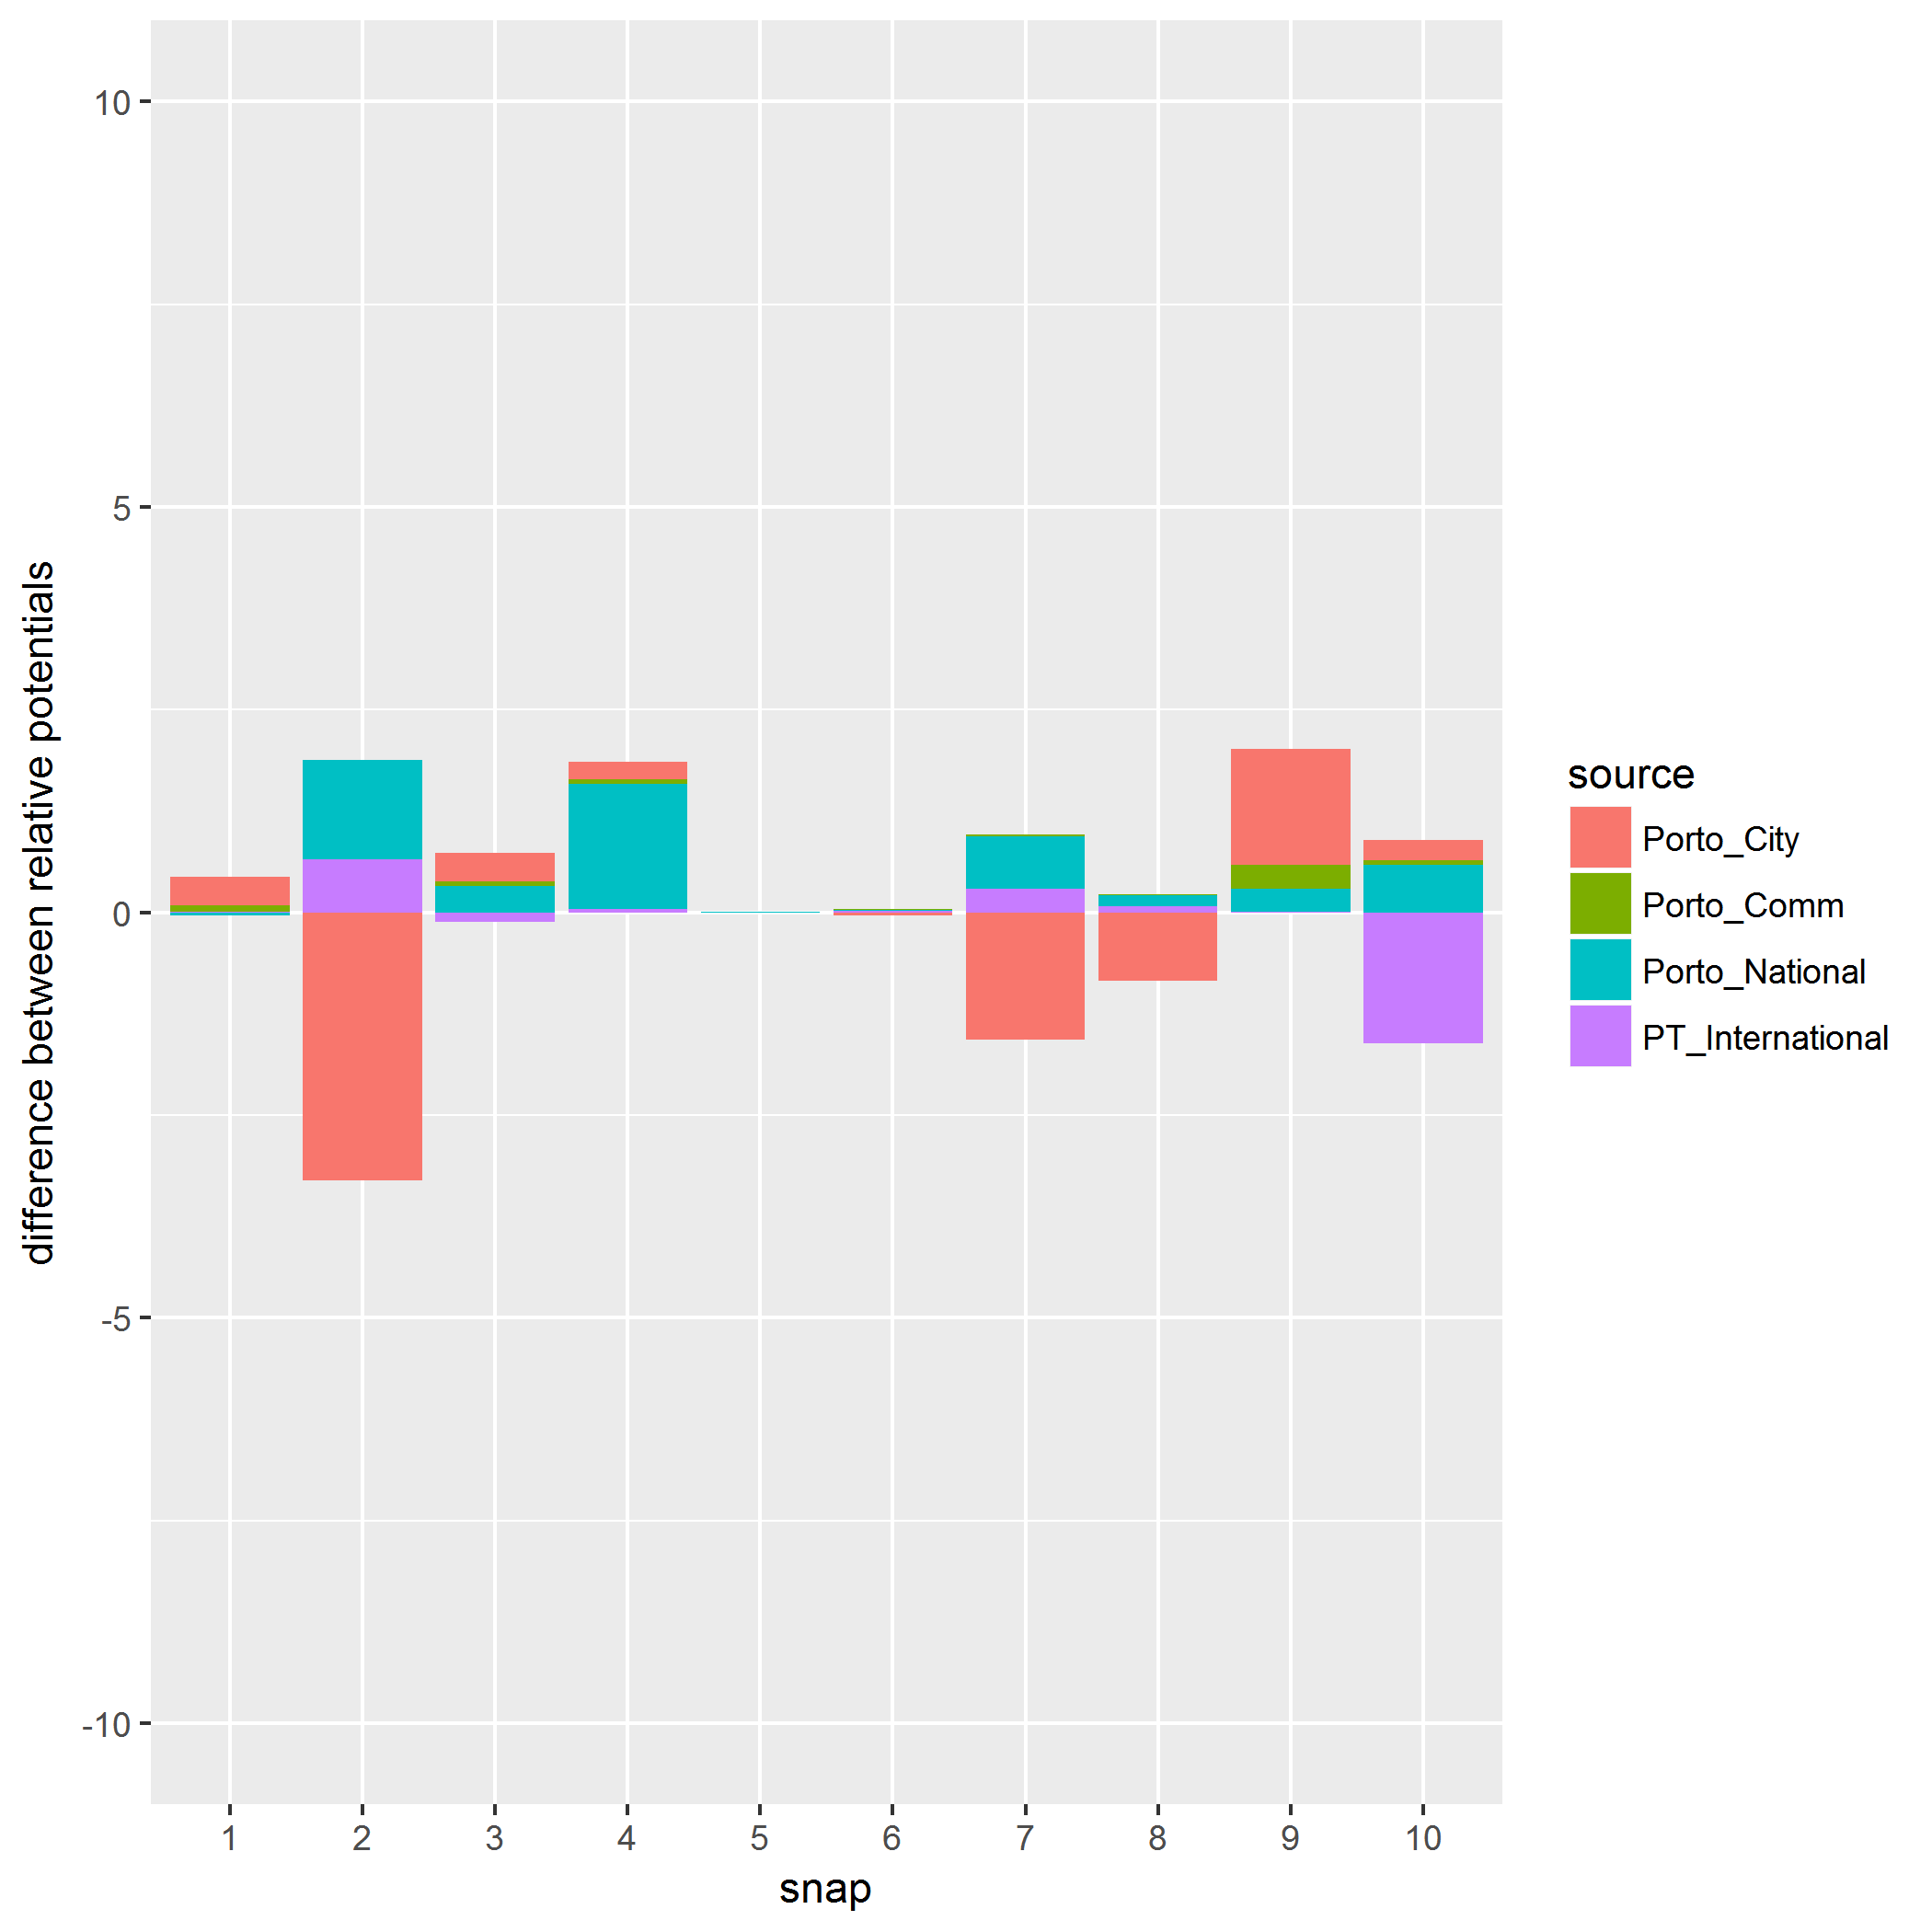 difference between relative potentials
10
5
0
-5
-10
1 2 3 4 5 6 7 8 9 10
snap
source
Porto_City
Porto_Comm
Porto_National
PT_International